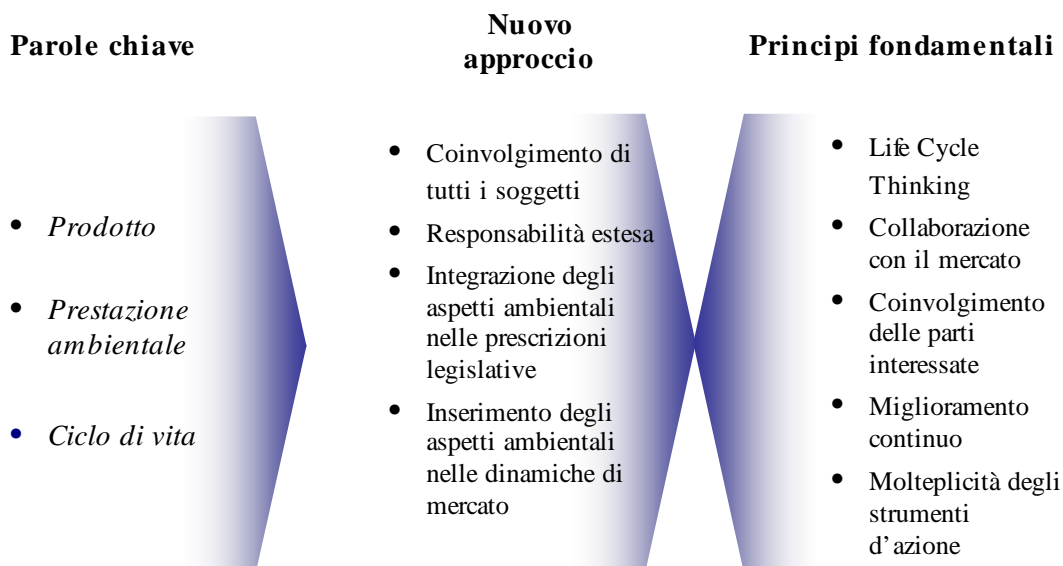 Parole chiave
Nuovo
approccio
Principi fondamentali
• Prodotto
• Prestazione
ambientale
• Ciclo di vita
• Coinvolgimento di
tutti i soggetti
• Responsabilità estesa
• Integrazione degli
aspetti ambientali
nelle prescrizioni
legislative
• Inserimento degli
aspetti ambientali
nelle dinamiche di
mercato
• Life Cycle
Thinking
• Collaborazione
con il mercato
• Coinvolgimento
delle parti
interessate
• Miglioramento
continuo
• Molteplicità degli
strumenti
d’azione